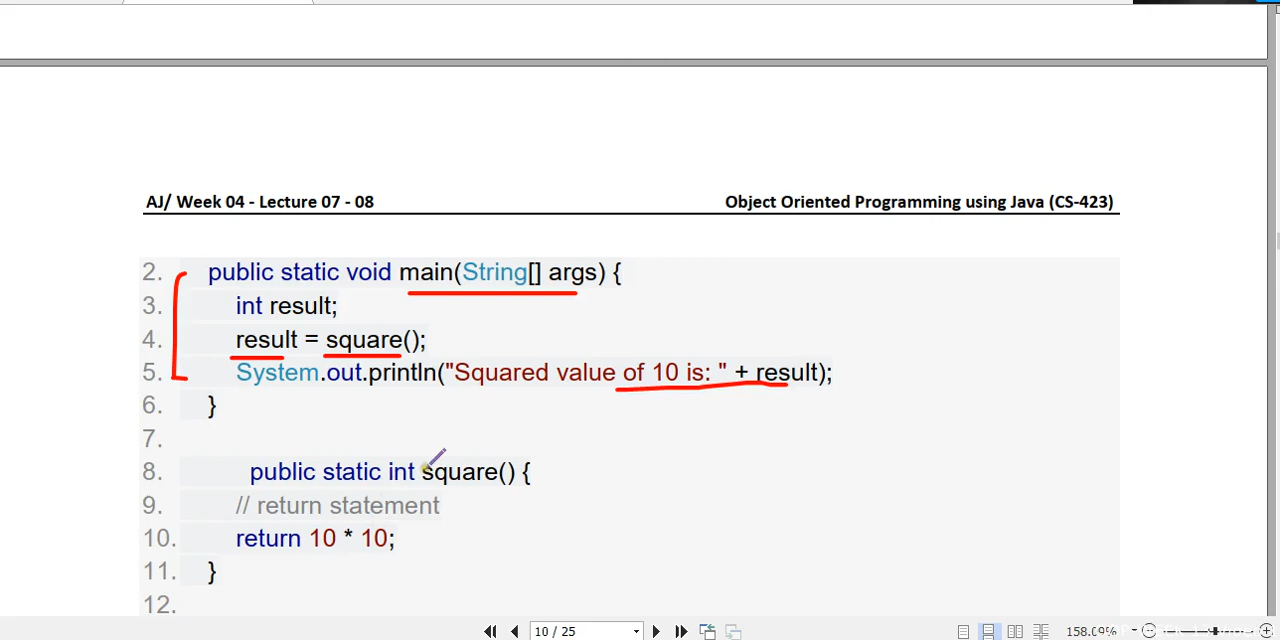 AJ/ Week 04 - Lecture 07 - 08 Object Oriented Programming using Java (CS-423)
2. public static void main(String[] args) {
3. int result;
4. result = square();
5. System.out.println("Squared value of 10 is: " + result);
6. }
7.
8. public static int square() {
9. // return statement
10. return 10 * 10;
11. }
12.
10 / 25